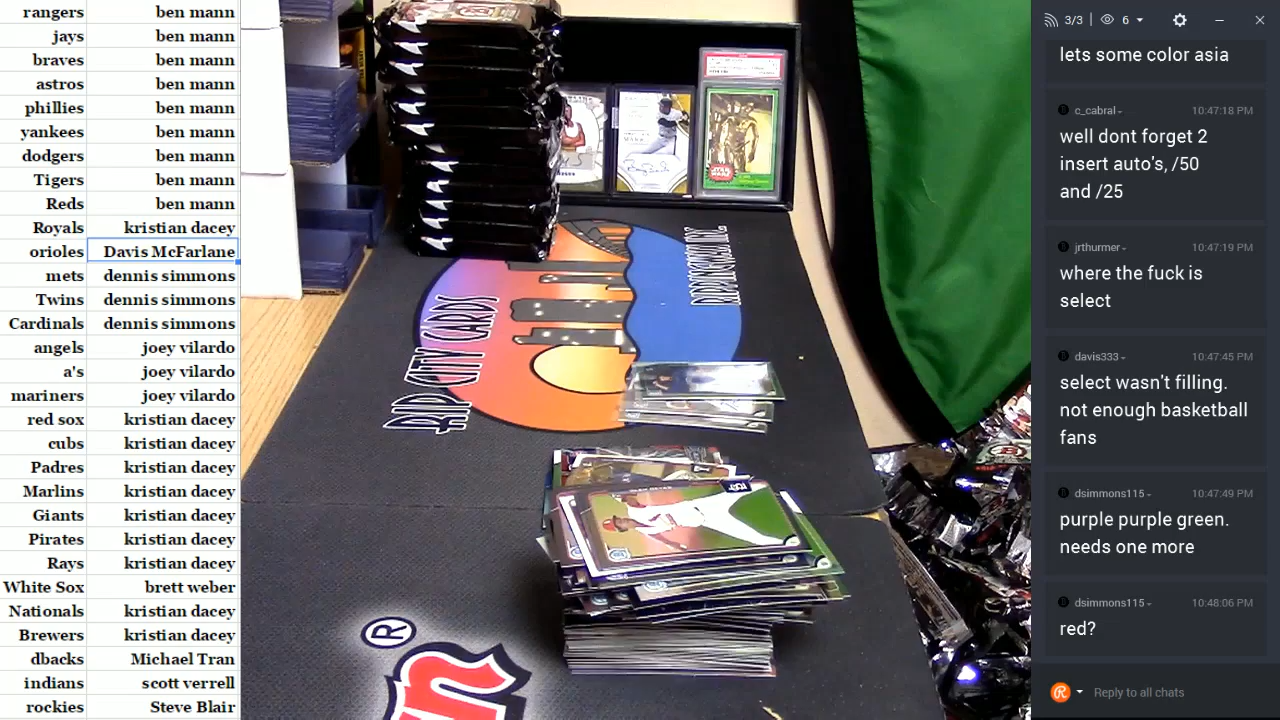 rangers ben mann
jays ben mann
braves ben mann
astros ben mann
phillies ben mann
yankees ben mann
dodgers ben mann
Tigers ben mann
Reds ben mann
Royals kristian dacey
orioles Davis McFarlane
mets dennis simmons
Twins dennis simmons
Cardinals dennis simmons
angels joey vilardo
a's joey vilardo
mariners joey vilardo
red sox kristian dacey
cubs kristian dacey
Padres kristian dacey
Marlins kristian dacey
Giants kristian dacey
Pirates kristian dacey
Rays kristian dacey
White Sox brett weber
Nationals kristian dacey
Brewers kristian dacey
dbacks Michael Tran
indians scott verrell
rockies Steve Blair
RIP CITY CARDS
STAR WARS
®
3/3
6
lets some color asia
c_cabral 10:47:18 PM
well dont forget 2
insert auto's, /50
and /25
jrthurmer 10:47:19 PM
where the fuck is
select
davis333 10:47:45 PM
select wasn't filling.
not enough basketball
fans
dsimmons115 10:47:49 PM
purple purple green.
needs one more
dsimmons115 10:48:06 PM
red?
Reply to all chats